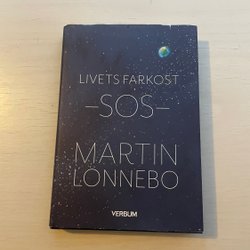 LIVETS FARKOST
–SOS–
MARTIN
LÖNNEBO
VERBUM